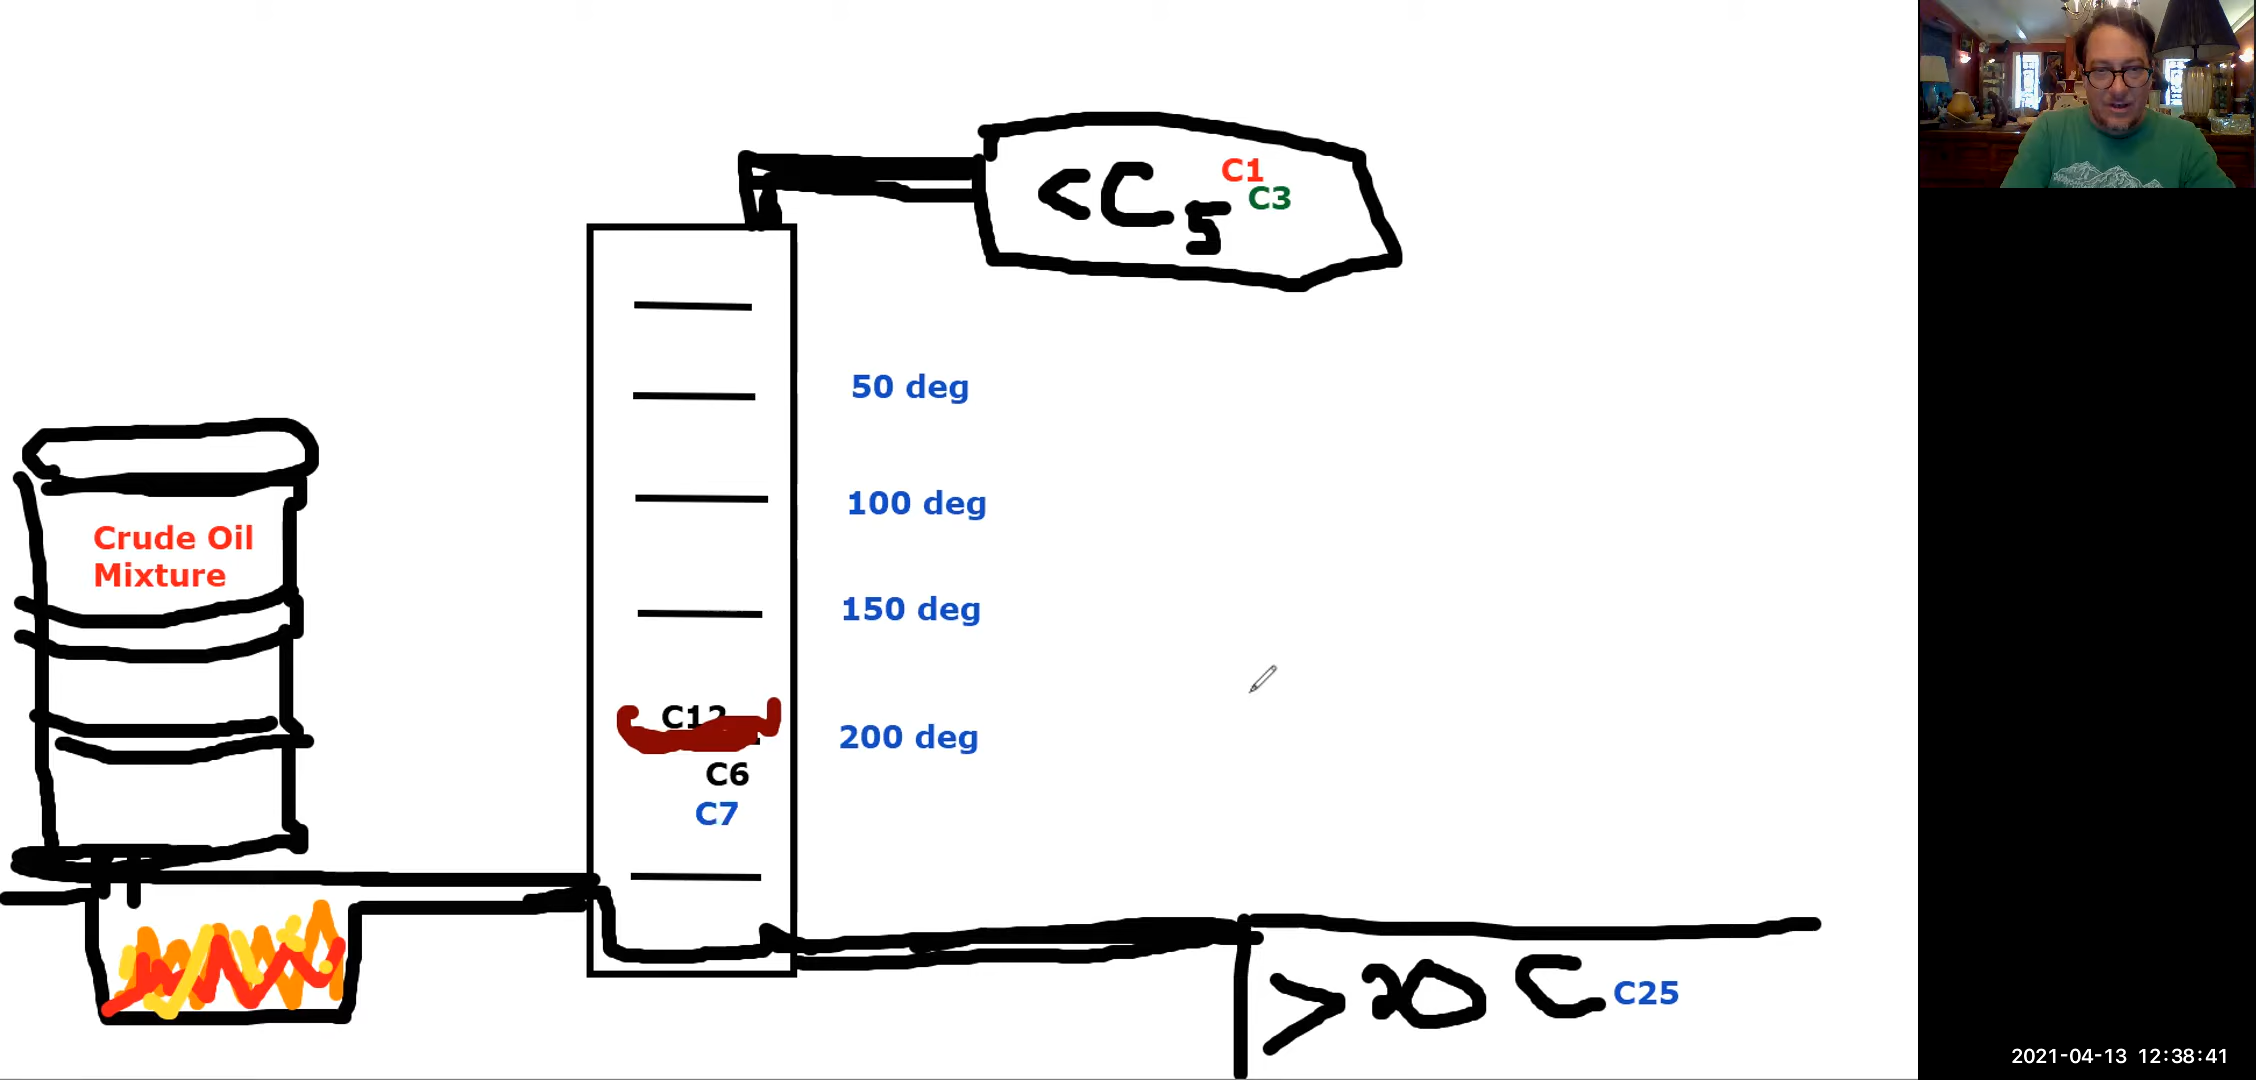 <C5
C1
C3
50 deg
100 deg
Crude Oil
Mixture
150 deg
C12
200 deg
C6
C7
>20 C
C25
2021-04-13 12:38:41